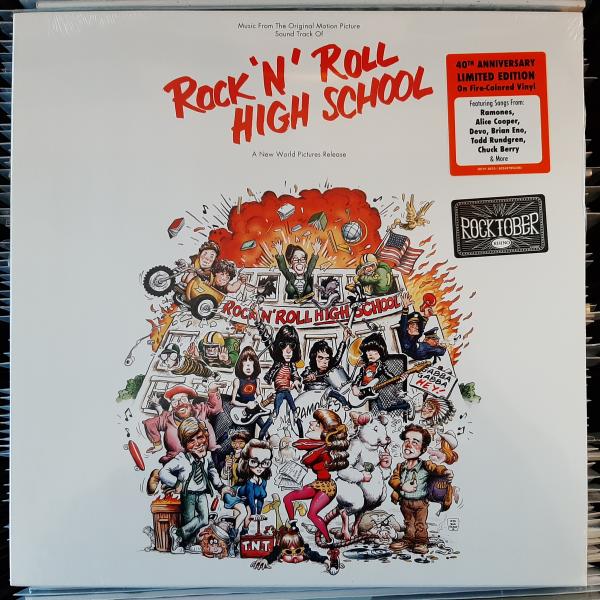 Music From The Original Motion Picture
Sound Track Of
ROCK 'N' ROLL
HIGH SCHOOL
A New World Pictures Release
40TH ANNIVERSARY
LIMITED EDITION
On Fire-Colored Vinyl
Featuring Songs From:
Ramones,
Alice Cooper,
Devo, Brian Eno,
Todd Rundgren,
Chuck Berry
& More
ROCKTOBER
RHINO
ROCK 'N' ROLL HIGH SCHOOL
GABBA
GABBA
HEY!
RAMONES
T.N.T